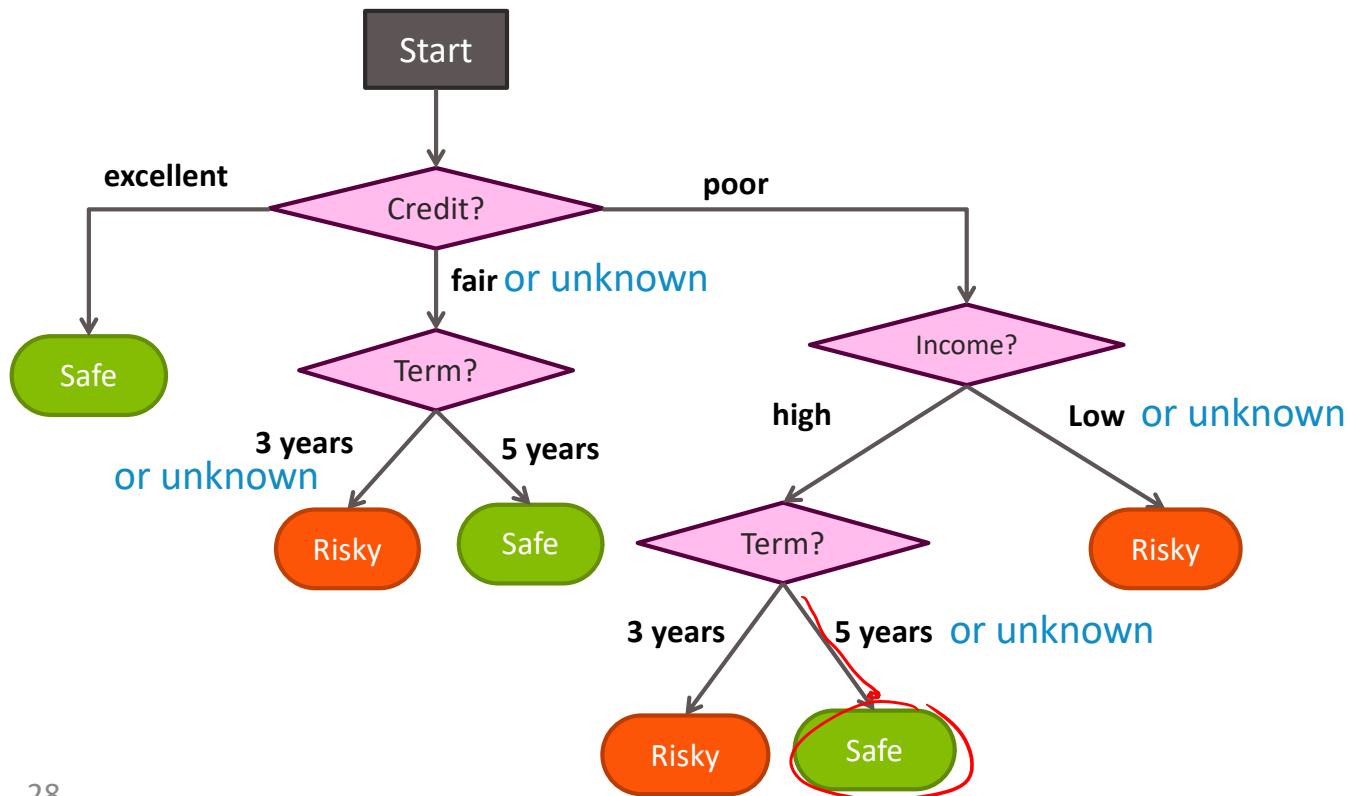 Start
excellent
poor
Credit?
fair or unknown
Safe
Term?
Income?
high
Low or unknown
3 years
or unknown
5 years
Risky
Safe
Term?
Risky
3 years
5 years or unknown
Risky
Safe
28